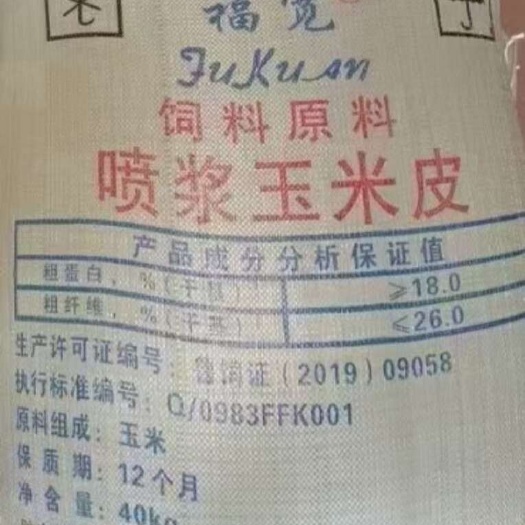 福宽
FuKuan
饲料原料
喷浆玉米皮
产品成分分析保证值
粗蛋白，%（干基） ≥18.0
粗纤维，%（干基） ≤26.0
生产许可证编号：鲁饲证（2019）09058
执行标准编号：Q/0983FFK001
原料组成：玉米
保质期：12个月
净含量：40kg